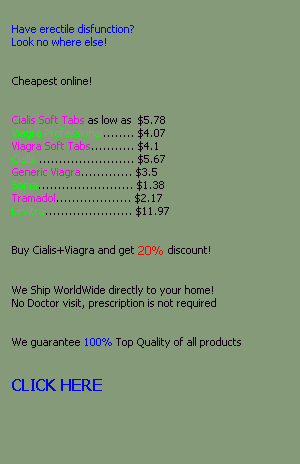 Have erectile disfunction?
Look no where else!
Cheapest online!
Cialis Soft Tabs as low as $5.78
........ $4.07
Viagra Soft Tabs........... $4.1
........................ $5.67
Generic Viagra............. $3.5
........................ $1.38
Tramadol................... $2.17
...................... $11.97
Buy Cialis+Viagra and get 20% discount!
We Ship WorldWide directly to your home!
No Doctor visit, prescription is not required
We guarantee 100% Top Quality of all products
CLICK HERE